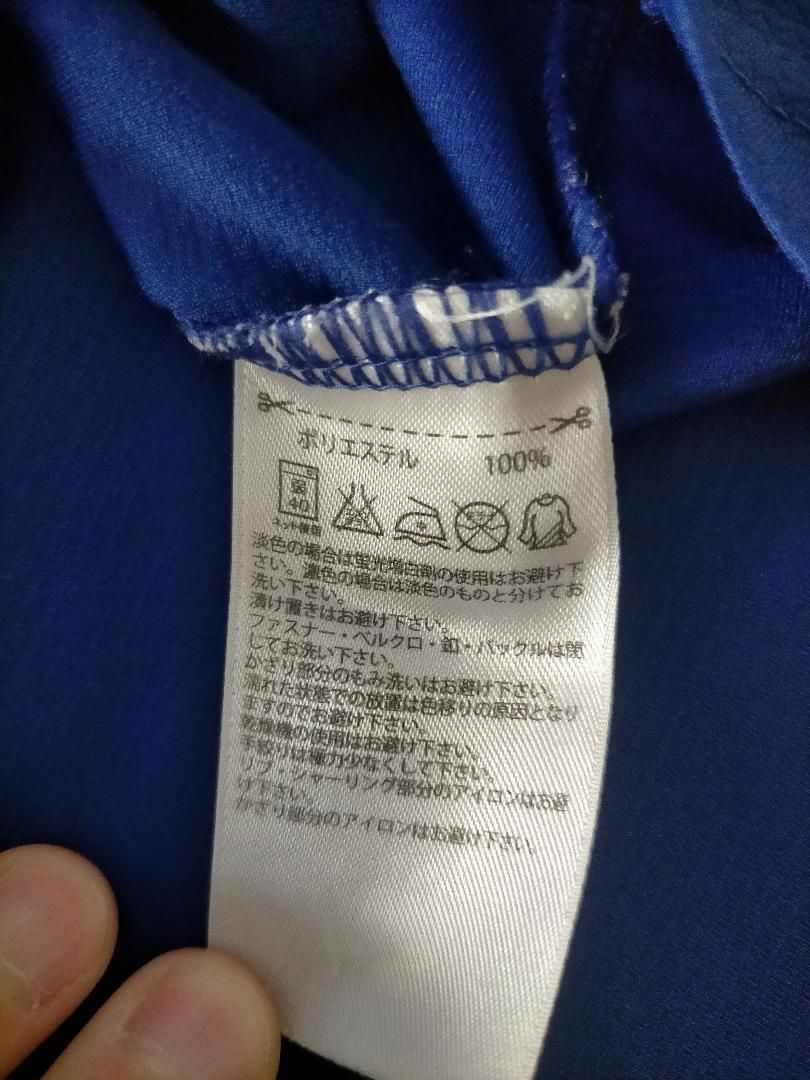 ポリエステル 100%
弱
40
ネット使用
淡色の場合は蛍光増白剤の使用はお避け下
さい。濃色の場合は淡色のものと分けてお
洗い下さい。
漬け置きはお避け下さい。
ファスナー・ベルクロ・釦・バックルは閉
じてお洗い下さい。
かざり部分のもみ洗いはお避け下さい。
濡れた状態での放置は色移りの原因となり
ますのでお避け下さい。
乾燥機の使用はお避け下さい。
手絞りは極力少なくして下さい。
リブ・シャーリング部分のアイロンはお避
け下さい。
かざり部分のアイロンはお避け下さい。